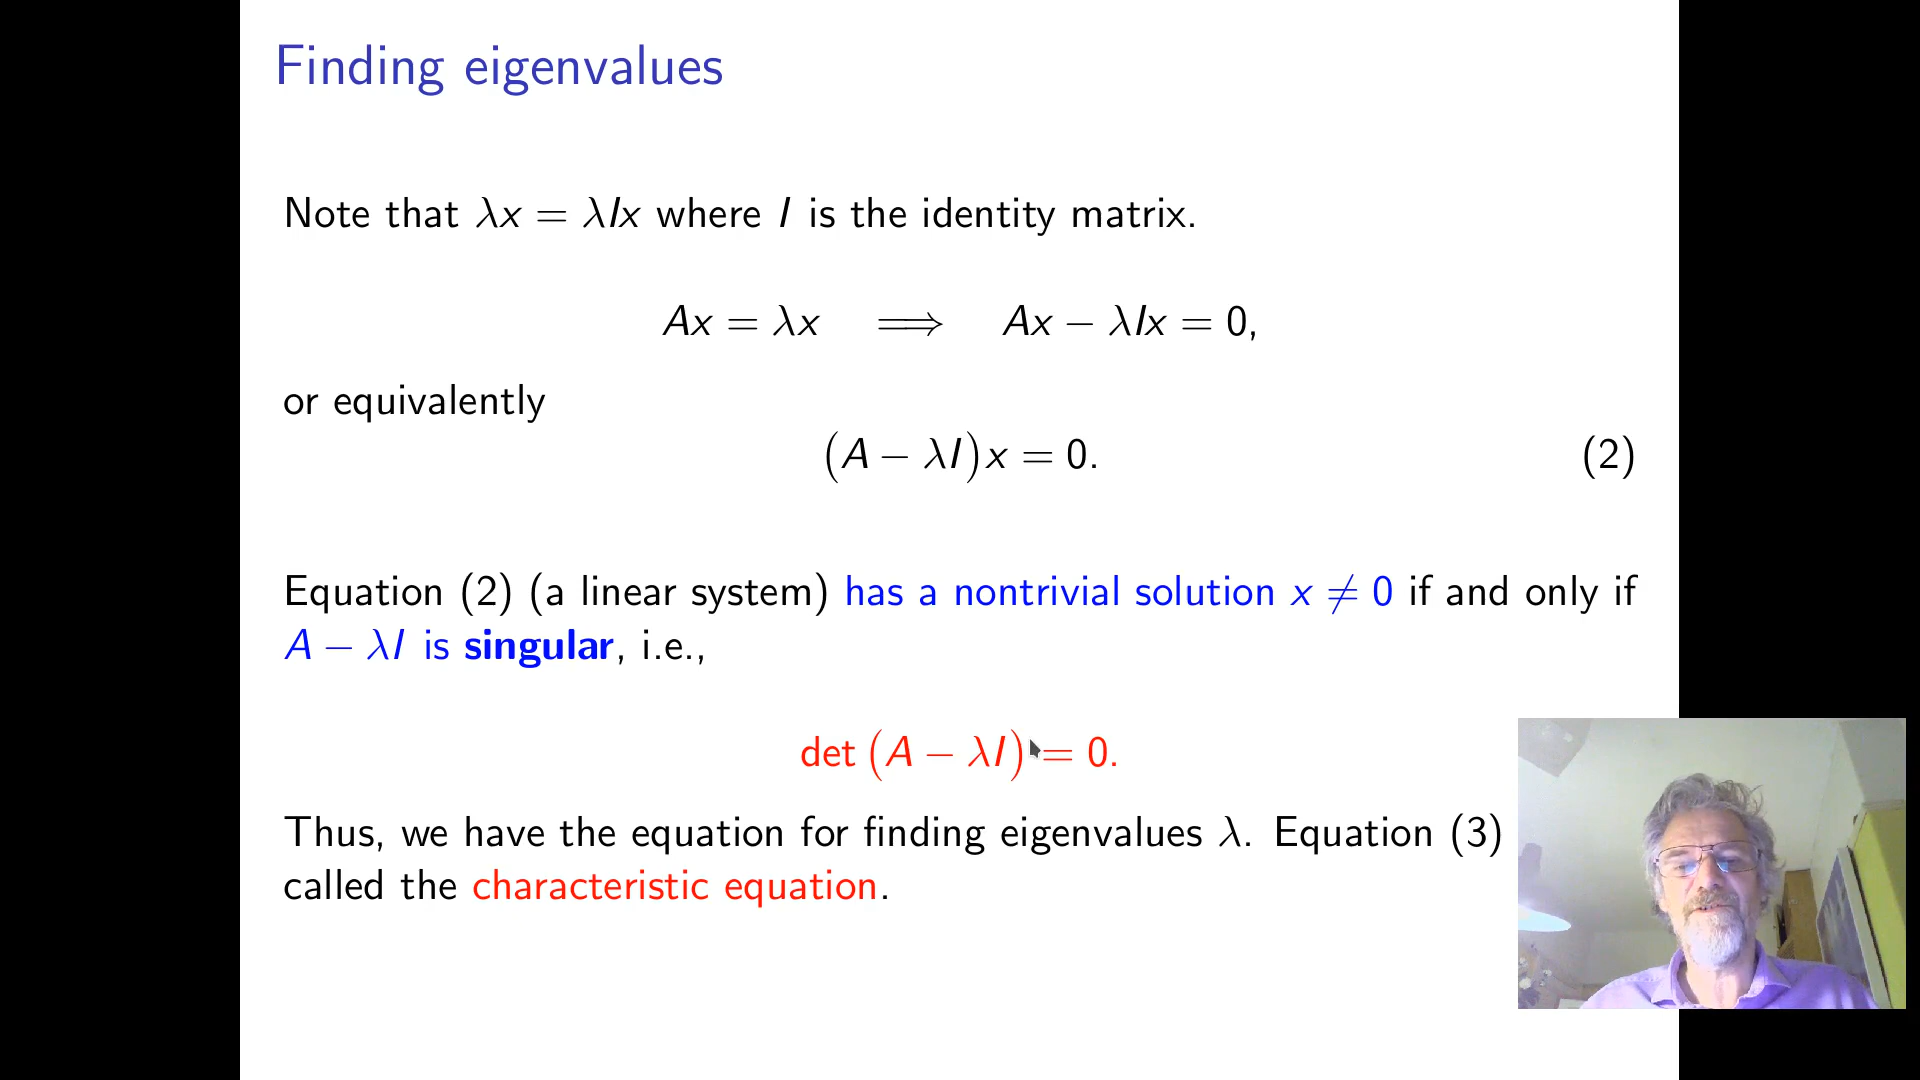 Finding eigenvalues
Note that λx = λIx where I is the identity matrix.
Ax = λx ⟹ Ax − λIx = 0,
or equivalently
(A − λI)x = 0. (2)
Equation (2) (a linear system) has a nontrivial solution x ≠ 0 if and only if
A − λI is singular, i.e.,
det (A − λI) = 0.
Thus, we have the equation for finding eigenvalues λ. Equation (3)
called the characteristic equation.